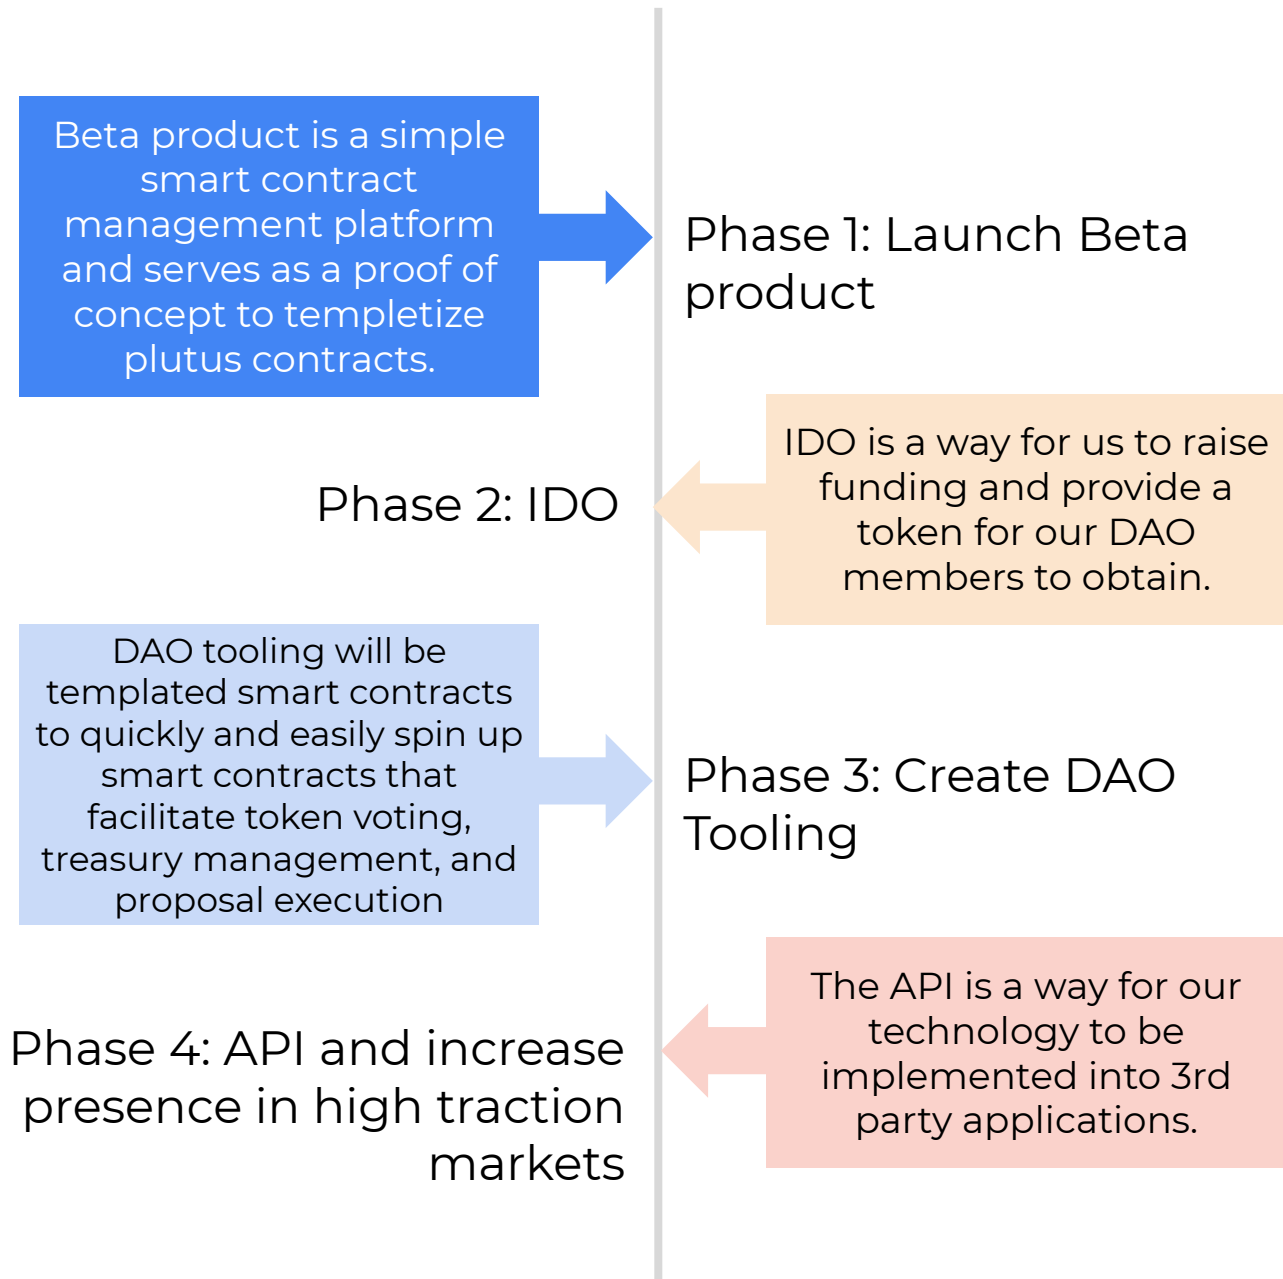 Beta product is a simple
smart contract
management platform
and serves as a proof of
concept to templetize
plutus contracts.
Phase 1: Launch Beta
product
IDO is a way for us to raise
funding and provide a
token for our DAO
members to obtain.
Phase 2: IDO
DAO tooling will be
templated smart contracts
to quickly and easily spin up
smart contracts that
facilitate token voting,
treasury management, and
proposal execution
Phase 3: Create DAO
Tooling
The API is a way for our
technology to be
implemented into 3rd
party applications.
Phase 4: API and increase
presence in high traction
markets